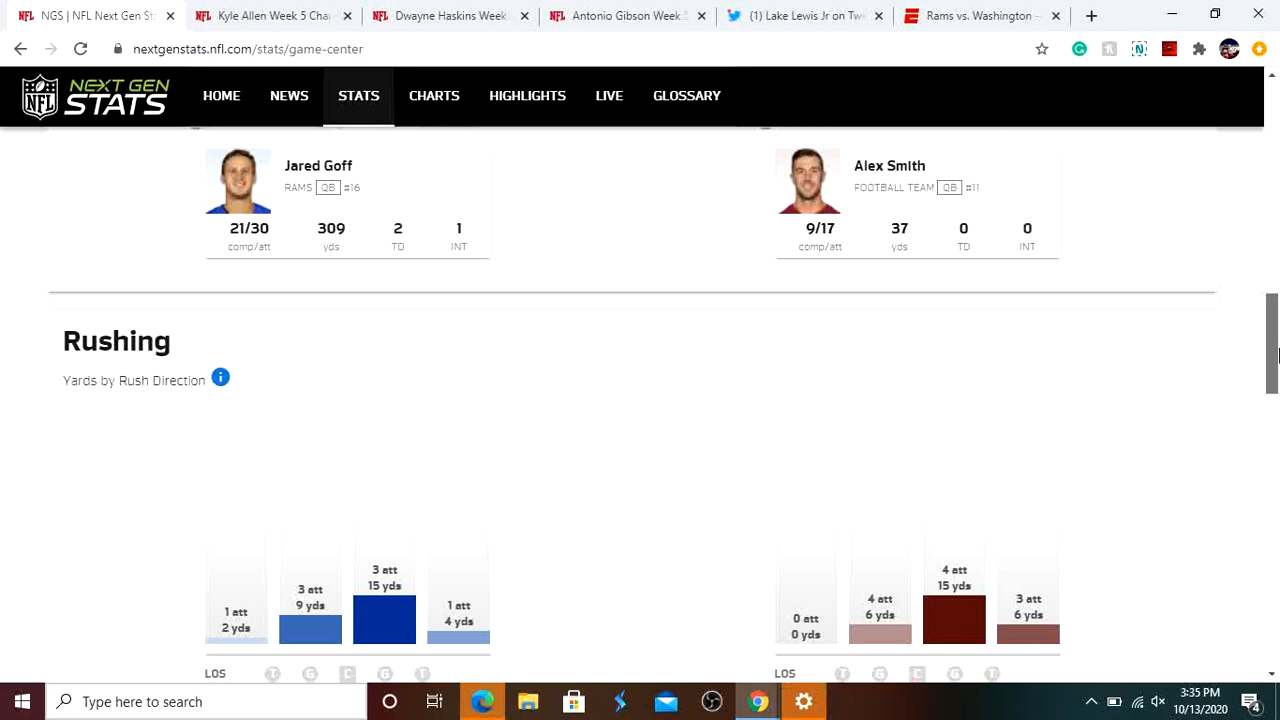 NGS | NFL Next Gen St
Kyle Allen Week 5 Cha
Dwayne Haskins Week
Antonio Gibson Week
(1) Lake Lewis Jr on Tw
Rams vs. Washington -
nextgenstats.nfl.com/stats/game-center
NFL NEXT GEN STATS
HOME NEWS STATS CHARTS HIGHLIGHTS LIVE GLOSSARY
Jared Goff
RAMS QB #16
21/30 309 2 1
comp/att yds TD INT
Alex Smith
FOOTBALL TEAM QB #11
9/17 37 0 0
comp/att yds TD INT
Rushing
Yards by Rush Direction
1 att
2 yds
3 att
9 yds
3 att
15 yds
1 att
4 yds
LOS T G C G T
0 att
0 yds
4 att
6 yds
4 att
15 yds
3 att
6 yds
LOS T G C G T
Type here to search
3:35 PM
10/13/2020
4